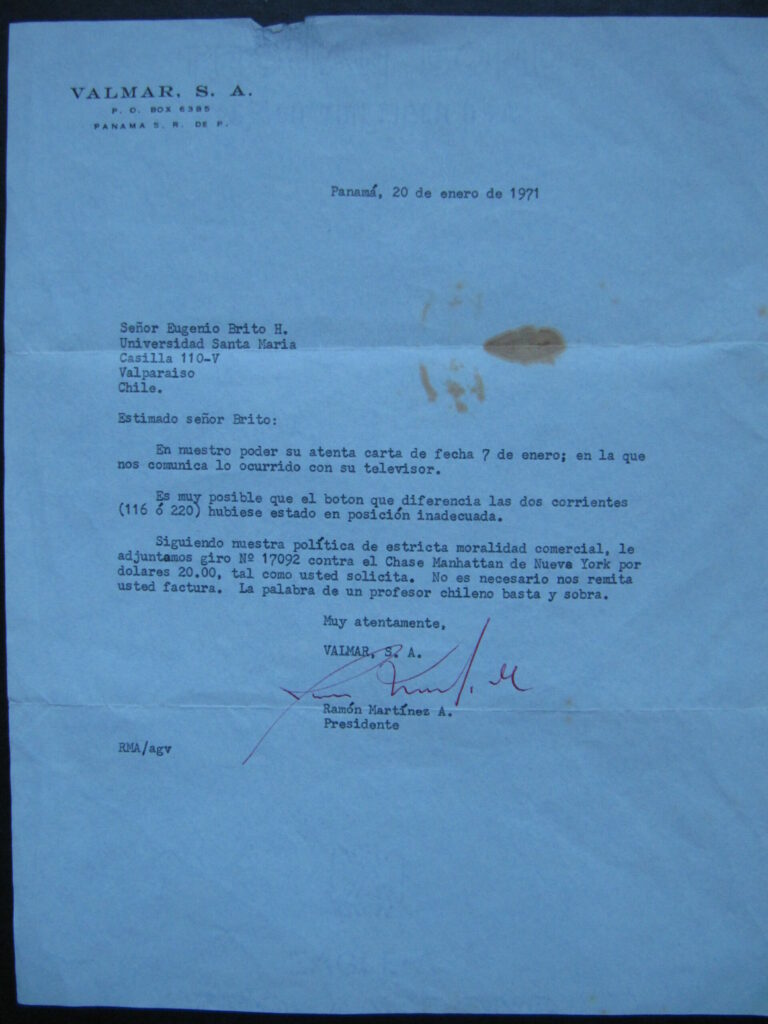 VALMAR, S. A.
P. O. BOX 6385
PANAMA 5, R. DE P.
Panamá, 20 de enero de 1971
Señor Eugenio Brito H.
Universidad Santa Maria
Casilla 110-V
Valparaiso
Chile.
Estimado señor Brito:
En nuestro poder su atenta carta de fecha 7 de enero; en la que
nos comunica lo ocurrido con su televisor.
Es muy posible que el boton que diferencia las dos corrientes
(116 ó 220) hubiese estado en posición inadecuada.
Siguiendo nuestra política de estricta moralidad comercial, le
adjuntamos giro Nº 17092 contra el Chase Manhattan de Nueva York por
dolares 20.00, tal como usted solicita. No es necesario nos remita
usted factura. La palabra de un profesor chileno basta y sobra.
Muy atentamente,
VALMAR, S. A.
Ramón Martínez A.
Presidente
RMA/agv